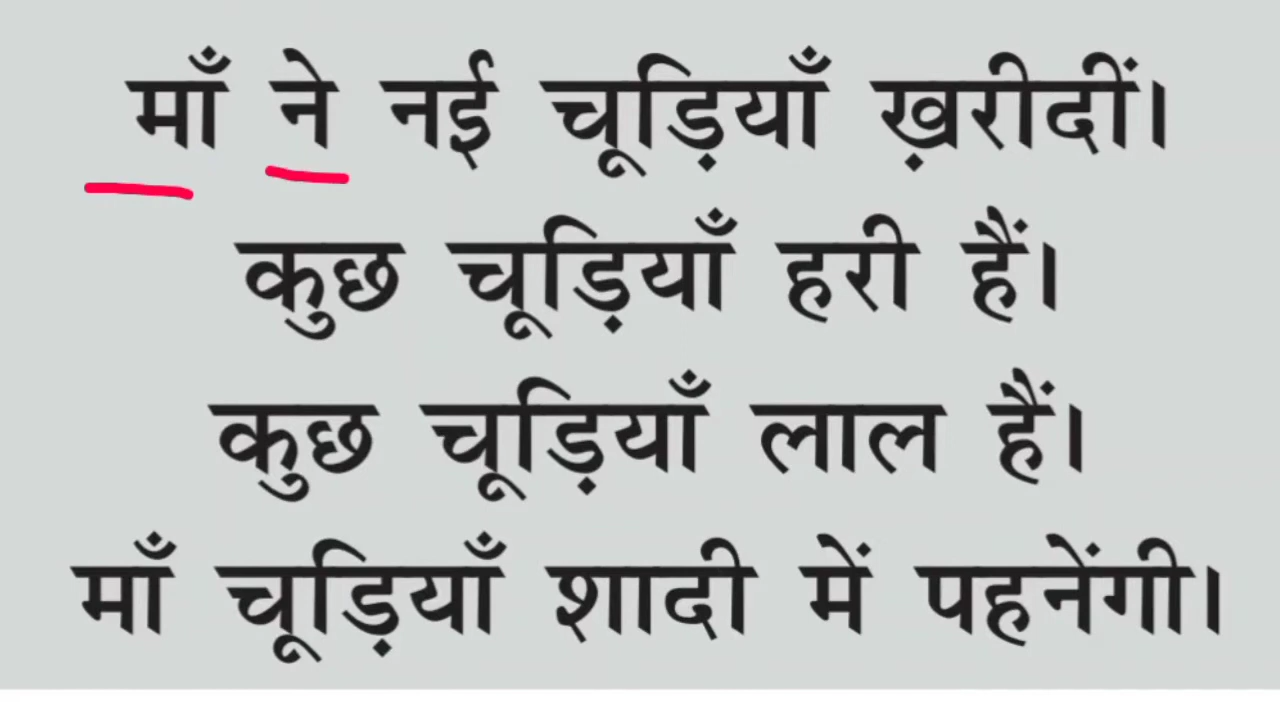 माँ ने नई चूड़ियाँ ख़रीदीं।
कुछ चूड़ियाँ हरी हैं।
कुछ चूड़ियाँ लाल हैं।
माँ चूड़ियाँ शादी में पहनेंगी।